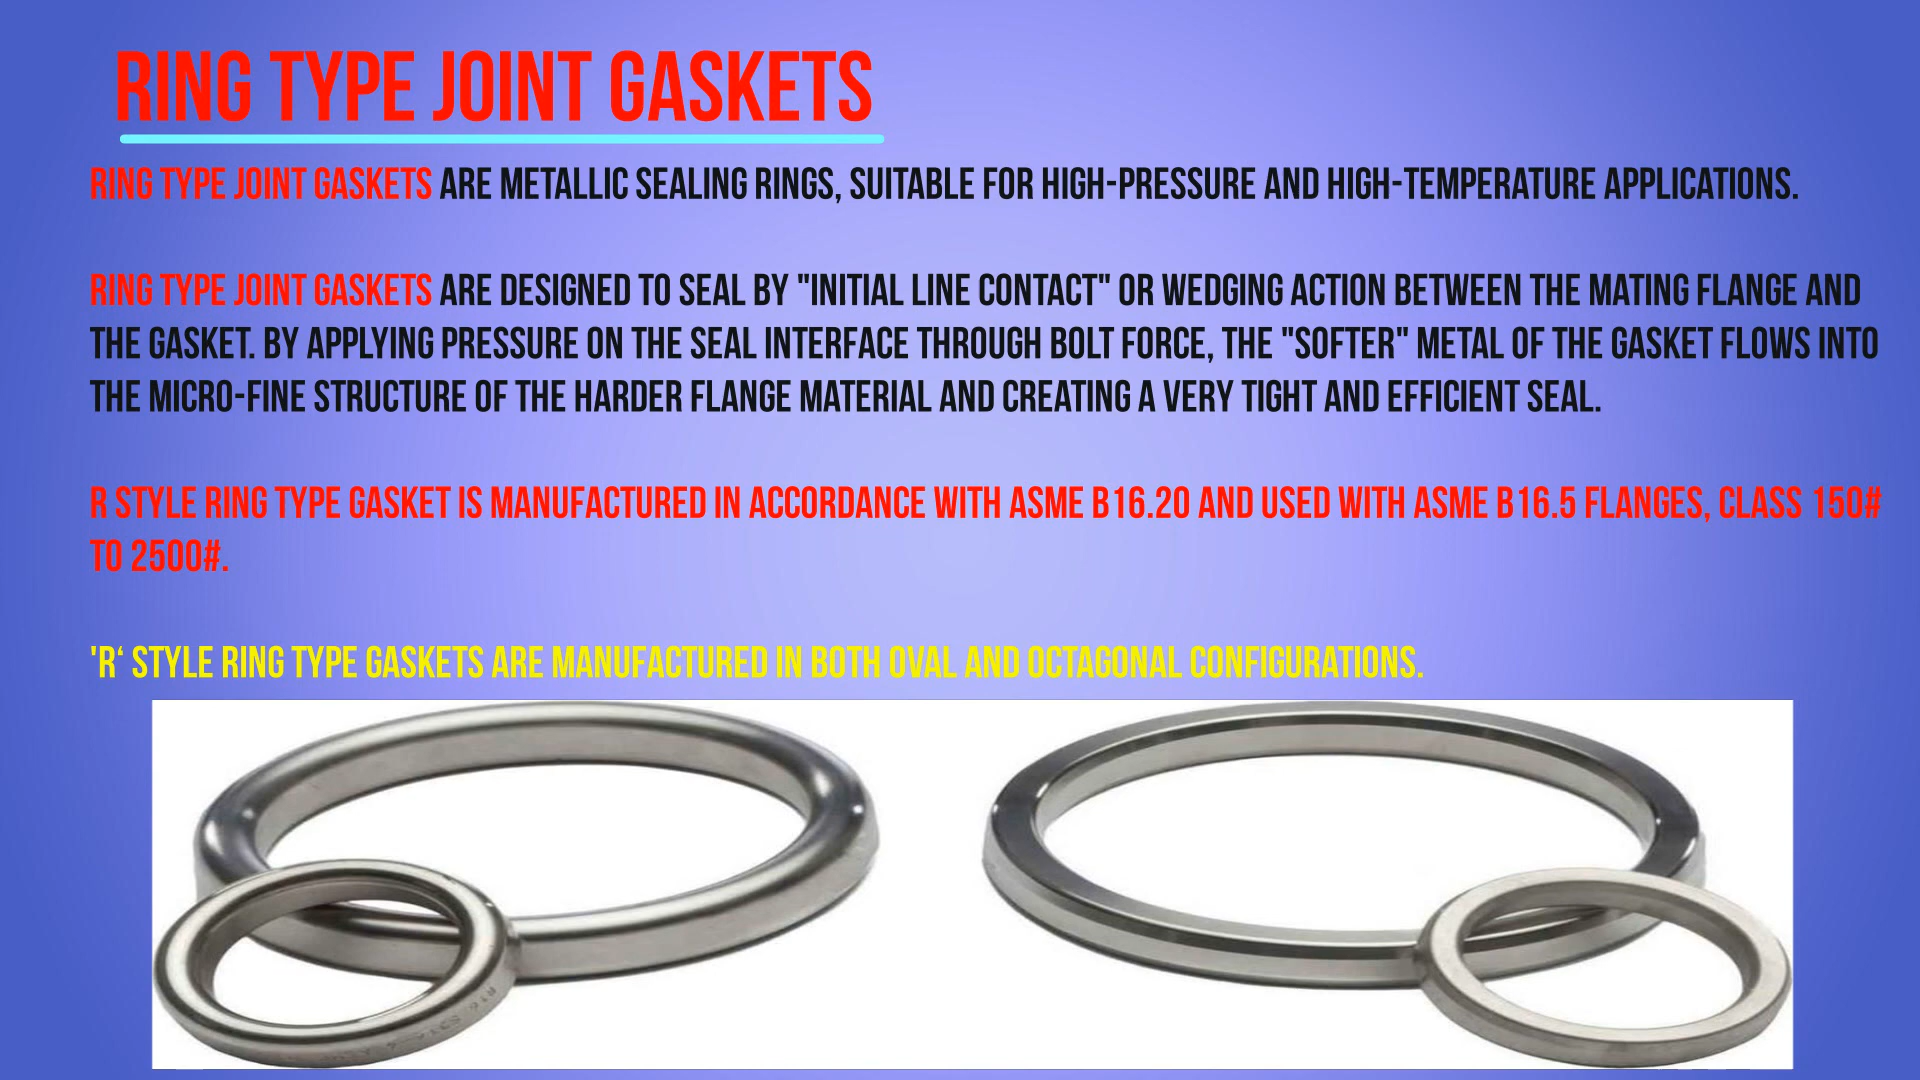 RING TYPE JOINT GASKETS
RING TYPE JOINT GASKETS ARE METALLIC SEALING RINGS, SUITABLE FOR HIGH-PRESSURE AND HIGH-TEMPERATURE APPLICATIONS.
RING TYPE JOINT GASKETS ARE DESIGNED TO SEAL BY "INITIAL LINE CONTACT" OR WEDGING ACTION BETWEEN THE MATING FLANGE AND
THE GASKET. BY APPLYING PRESSURE ON THE SEAL INTERFACE THROUGH BOLT FORCE, THE "SOFTER" METAL OF THE GASKET FLOWS INTO
THE MICRO-FINE STRUCTURE OF THE HARDER FLANGE MATERIAL AND CREATING A VERY TIGHT AND EFFICIENT SEAL.
R STYLE RING TYPE GASKET IS MANUFACTURED IN ACCORDANCE WITH ASME B16.20 AND USED WITH ASME B16.5 FLANGES, CLASS 150#
TO 2500#.
'R‘ STYLE RING TYPE GASKETS ARE MANUFACTURED IN BOTH OVAL AND OCTAGONAL CONFIGURATIONS.